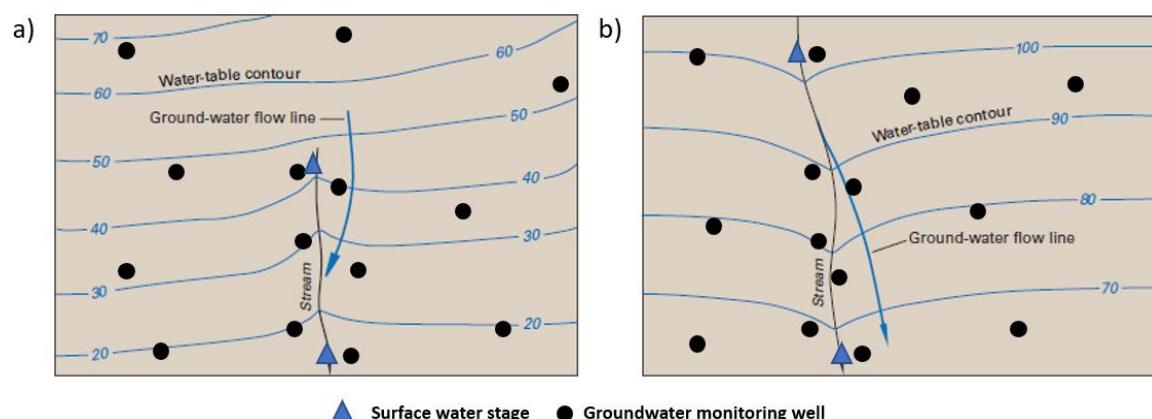 a)
70
60
Water-table contour
60
Ground-water flow line
50
50
40
40
30
30
Stream
20
20
b)
100
Water-table contour
90
80
Ground-water flow line
Stream
70
Surface water stage
Groundwater monitoring well